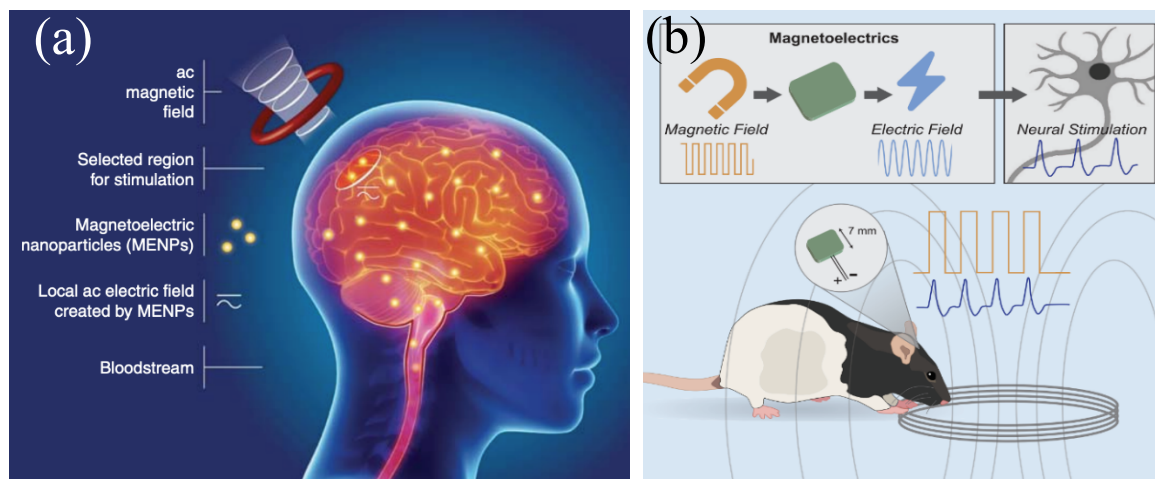 (a)
ac
magnetic
field
Selected region
for stimulation
Magnetoelectric
nanoparticles (MENPs)
Local ac electric field
created by MENPs
Bloodstream
(b)
Magnetoelectrics
Magnetic Field
Electric Field
Neural Stimulation
7 mm
+ −